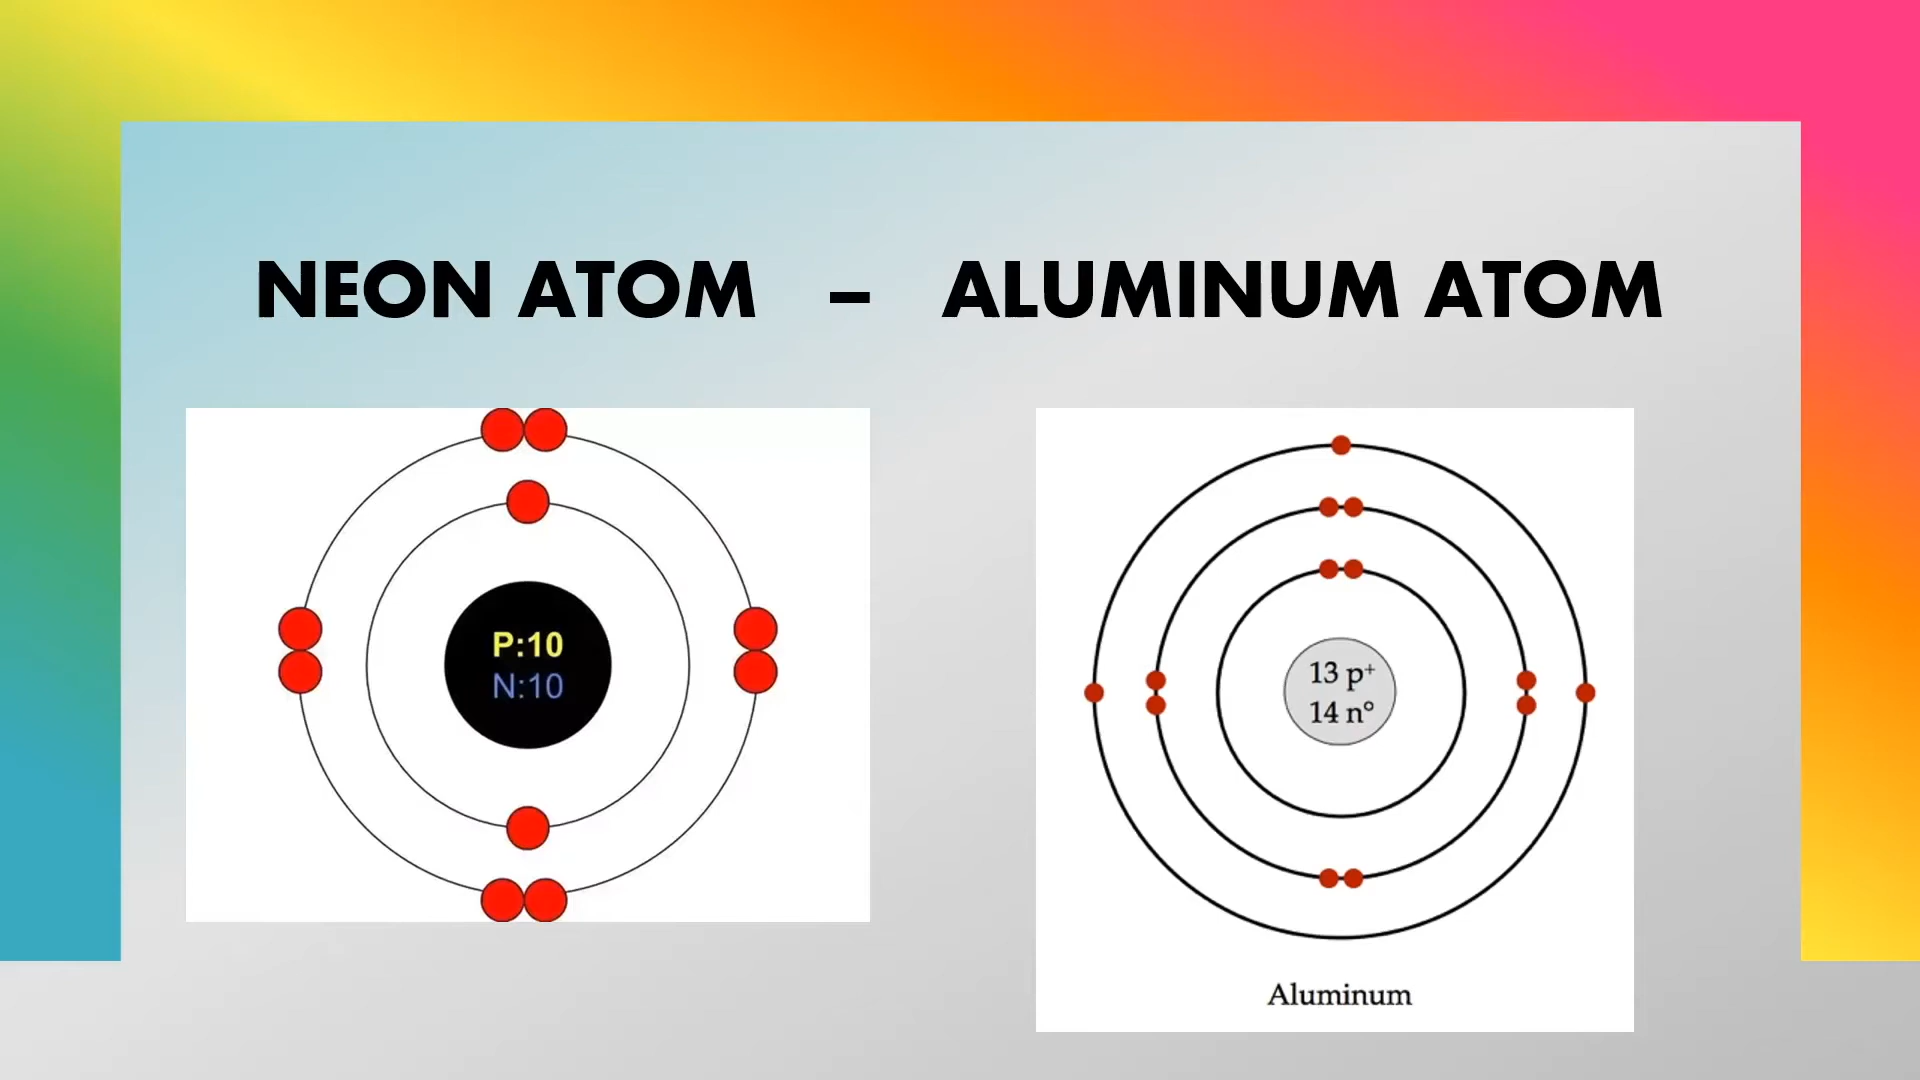 NEON ATOM – ALUMINUM ATOM
P:10
N:10
13 p⁺
14 n°
Aluminum